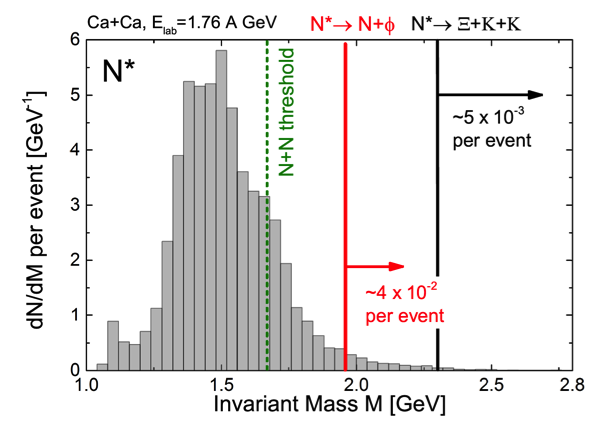 Ca+Ca, E_lab=1.76 A GeV
N*→ N+ϕ
N*→ Ξ+K+K
N*
N+N threshold
~5 x 10⁻³
per event
~4 x 10⁻²
per event
dN/dM per event [GeV⁻¹]
6
5
4
3
2
1
0
1.0
1.5
2.0
2.5
2.8
Invariant Mass M [GeV]